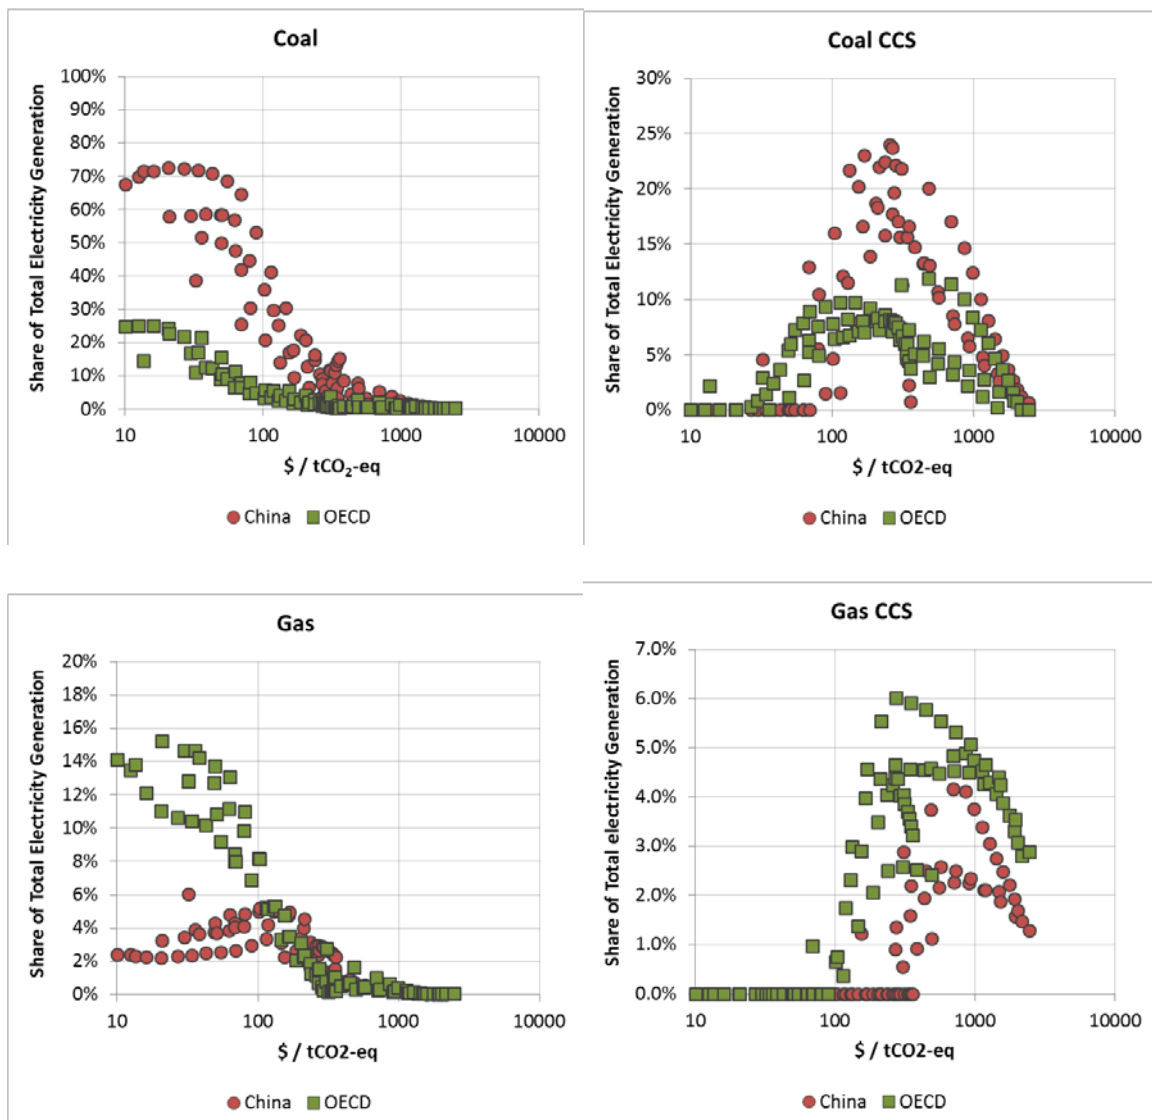 Coal
Share of Total Electricity Generation
100%
90%
80%
70%
60%
50%
40%
30%
20%
10%
0%
10 100 1000 10000
$ / tCO₂-eq
China OECD
Coal CCS
Share of Total Electricity Generation
30%
25%
20%
15%
10%
5%
0%
10 100 1000 10000
$ / tCO2-eq
China OECD
Gas
Share of Total Electricity Generation
20%
18%
16%
14%
12%
10%
8%
6%
4%
2%
0%
10 100 1000 10000
$ / tCO2-eq
China OECD
Gas CCS
Share of Total electricity Generation
7.0%
6.0%
5.0%
4.0%
3.0%
2.0%
1.0%
0.0%
10 100 1000 10000
$ / tCO2-eq
China OECD